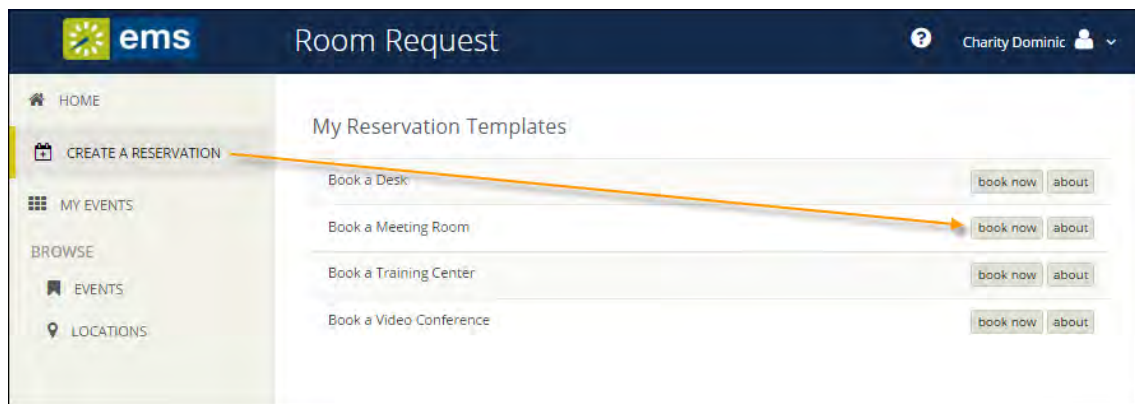 ems
Room Request
Charity Dominic
HOME
CREATE A RESERVATION
MY EVENTS
BROWSE
EVENTS
LOCATIONS
My Reservation Templates
Book a Desk book now about
Book a Meeting Room book now about
Book a Training Center book now about
Book a Video Conference book now about